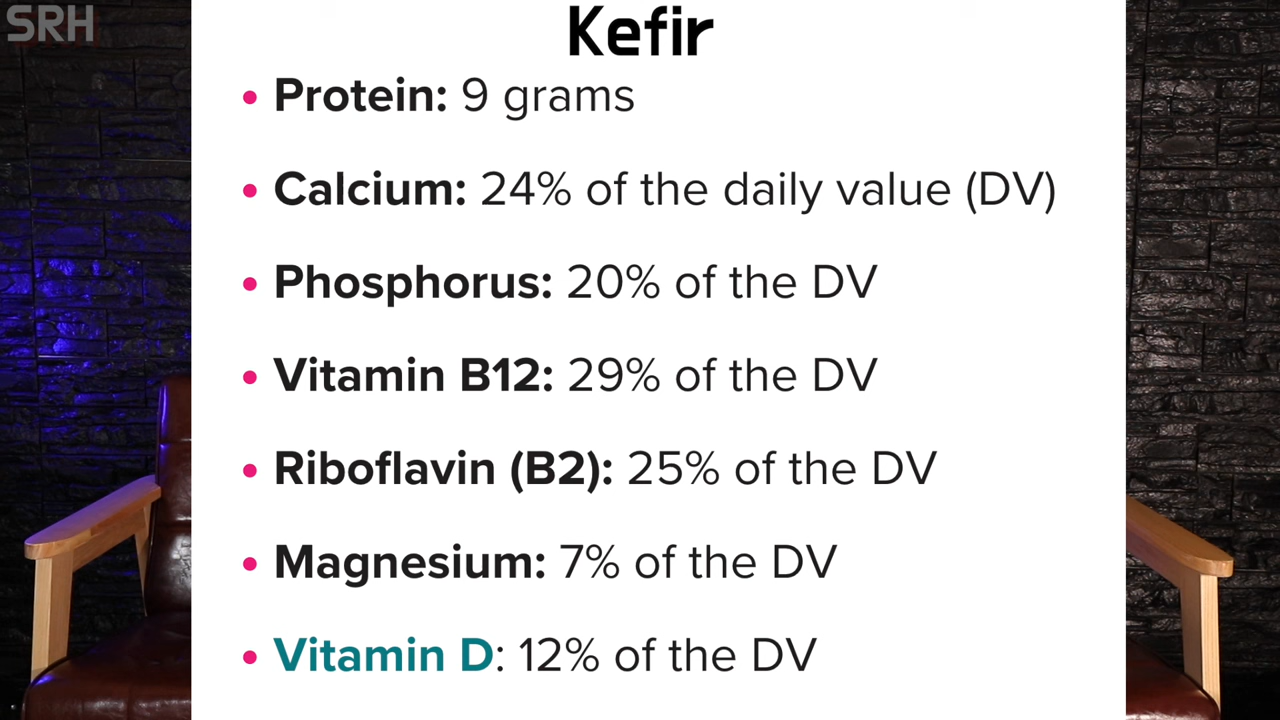 SRH
Kefir
• Protein: 9 grams
• Calcium: 24% of the daily value (DV)
• Phosphorus: 20% of the DV
• Vitamin B12: 29% of the DV
• Riboflavin (B2): 25% of the DV
• Magnesium: 7% of the DV
• Vitamin D: 12% of the DV